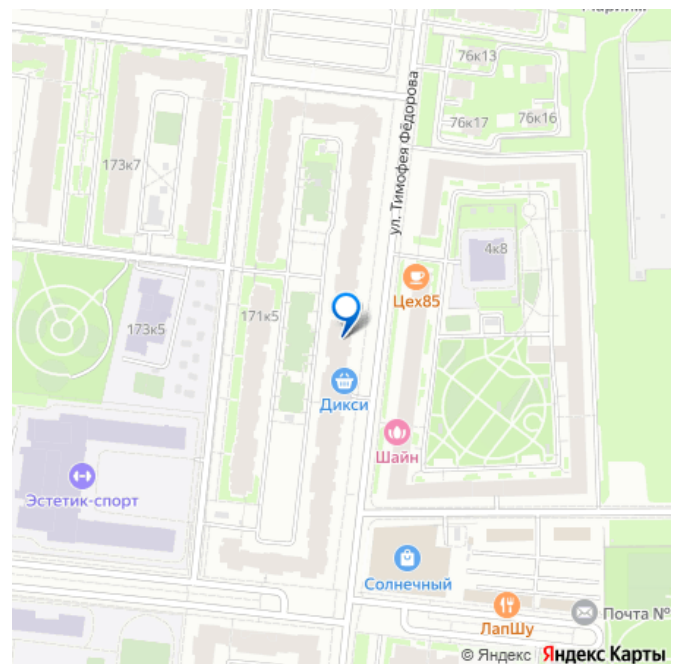 76к13
76к17
76к16
173к7
ул. Тимофея Фёдорова
4к8
Цех85
171к5
173к5
Дикси
Шайн
Эстетик-спорт
Солнечный
ЛапШу
Почта №
© Яндекс Яндекс Карты